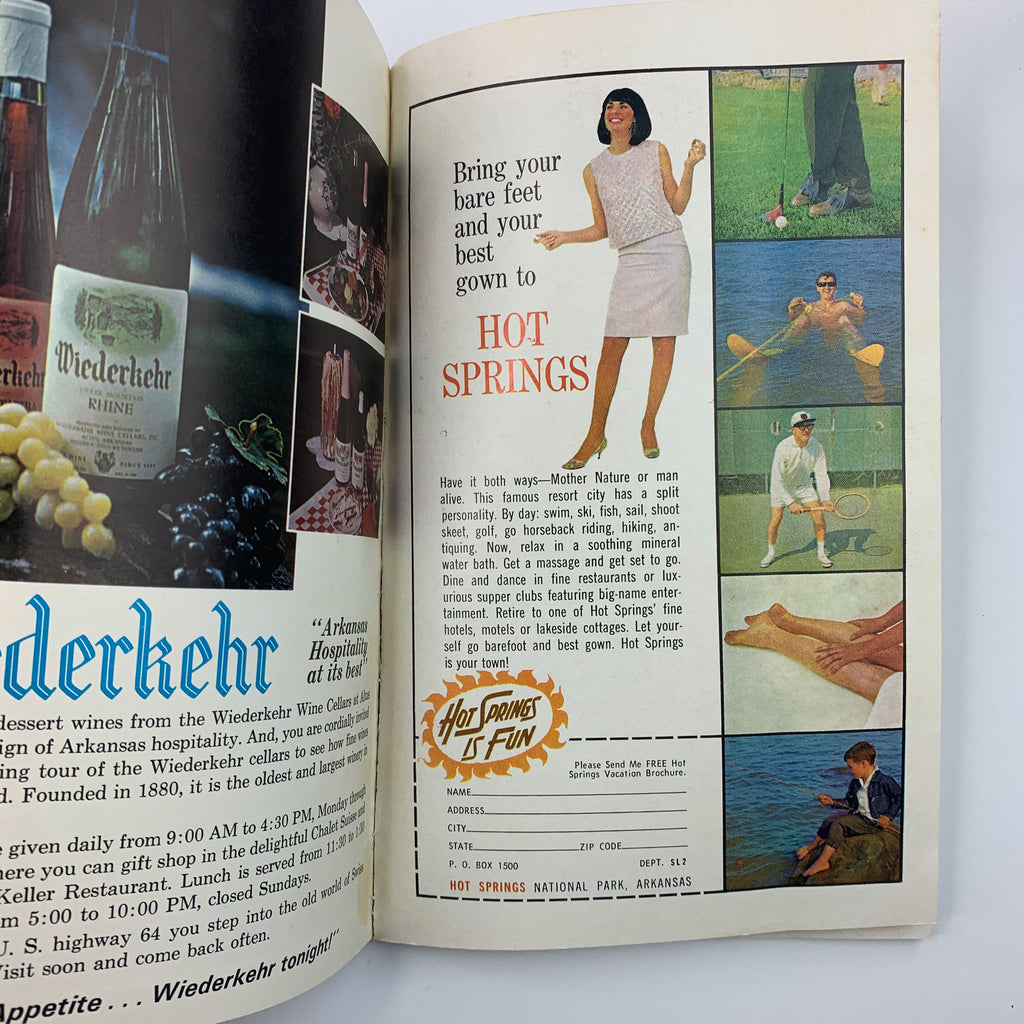 Wiederkehr
OZARK MOUNTAIN
RHINE
WIEDERKEHR WINE CELLARS, INC.
ALTUS, ARKANSAS
WINE SINCE 1880
derkehr
"Arkansas
Hospitality
at its best"
dessert wines from the Wiederkehr Wine Cellars at Altus
ign of Arkansas hospitality. And, you are cordially invited
ing tour of the Wiederkehr cellars to see how fine wines
d. Founded in 1880, it is the oldest and largest winery in
e given daily from 9:00 AM to 4:30 PM, Monday through
here you can gift shop in the delightful Chalet Suisse and
Keller Restaurant. Lunch is served from 11:30 to 1:30
m 5:00 to 10:00 PM, closed Sundays.
U. S. highway 64 you step into the old world of Swiss
Visit soon and come back often.
Appetite . . . Wiederkehr tonight!"
Bring your
bare feet
and your
best
gown to
HOT
SPRINGS
Have it both ways—Mother Nature or man
alive. This famous resort city has a split
personality. By day: swim, ski, fish, sail, shoot
skeet, golf, go horseback riding, hiking, an-
tiquing. Now, relax in a soothing mineral
water bath. Get a massage and get set to go.
Dine and dance in fine restaurants or lux-
urious supper clubs featuring big-name enter-
tainment. Retire to one of Hot Springs' fine
hotels, motels or lakeside cottages. Let your-
self go barefoot and best gown. Hot Springs
is your town!
HOT SPRINGS
IS FUN
Please Send Me FREE Hot
Springs Vacation Brochure.
NAME
ADDRESS
CITY
STATE ZIP CODE
P. O. BOX 1500 DEPT. SL2
HOT SPRINGS NATIONAL PARK, ARKANSAS